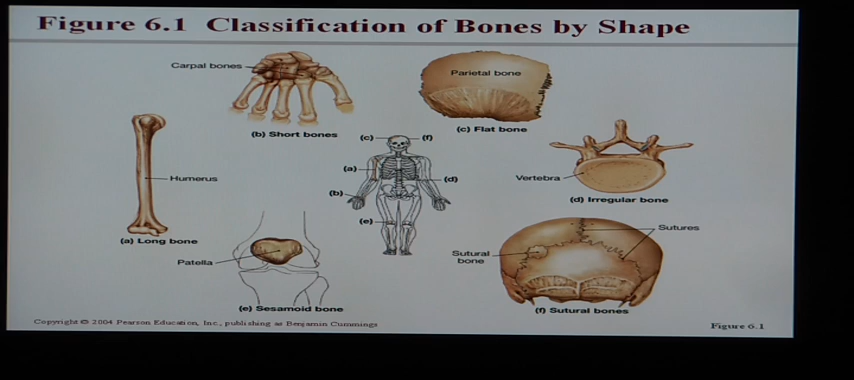 Figure 6.1 Classification of Bones by Shape
Carpal bones
(b) Short bones
Parietal bone
(c) Flat bone
Humerus
(a) Long bone
(c)
(f)
(a)
(d)
(b)
(e)
Vertebra
(d) Irregular bone
Patella
(e) Sesamoid bone
Sutures
Sutural
bone
(f) Sutural bones
Copyright © 2004 Pearson Education, Inc., publishing as Benjamin Cummings
Figure 6.1